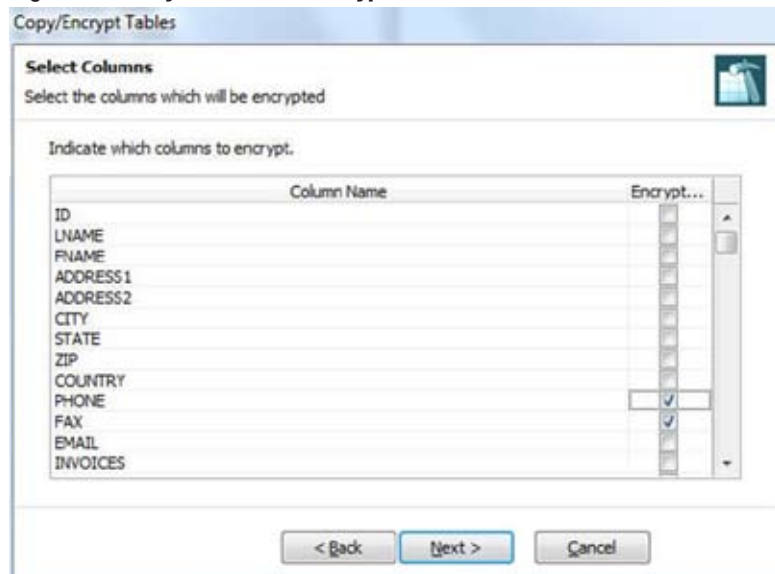 Copy/Encrypt Tables
Select Columns
Select the columns which will be encrypted
Indicate which columns to encrypt.
Column Name Encrypt...
ID
LNAME
FNAME
ADDRESS1
ADDRESS2
CITY
STATE
ZIP
COUNTRY
PHONE
FAX
EMAIL
INVOICES
< Back Next > Cancel